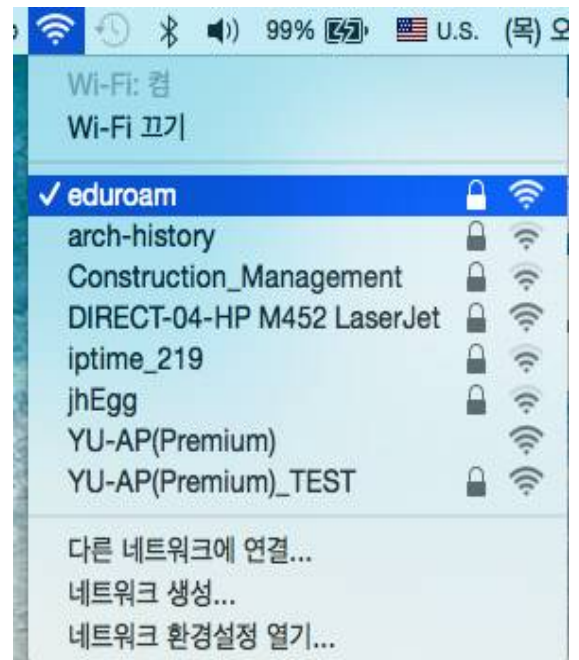 99% U.S. (목) 오
Wi-Fi: 켬
Wi-Fi 끄기
eduroam
arch-history
Construction_Management
DIRECT-04-HP M452 LaserJet
iptime_219
jhEgg
YU-AP(Premium)
YU-AP(Premium)_TEST
다른 네트워크에 연결...
네트워크 생성...
네트워크 환경설정 열기...